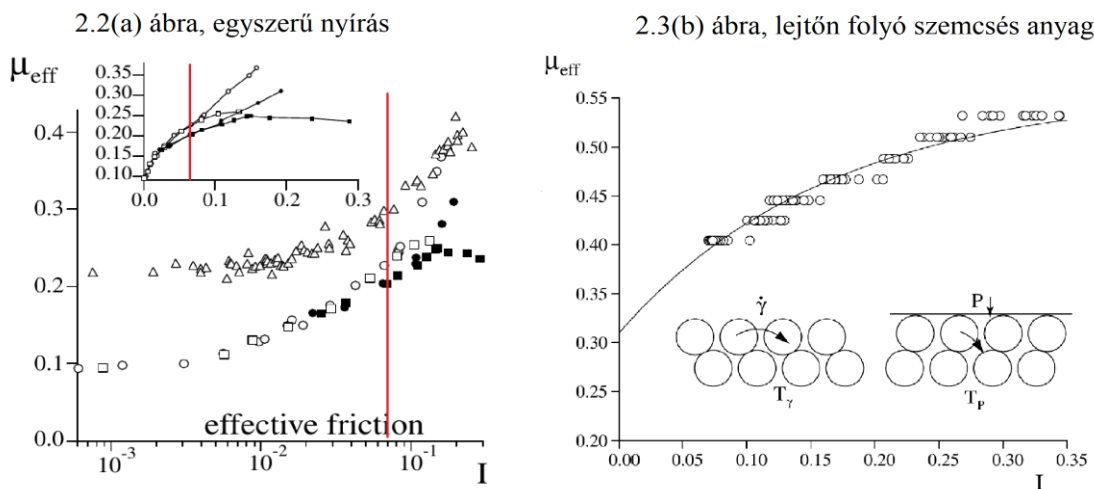 2.2(a) ábra, egyszerű nyírás
μeff
0.35
0.30
0.25
0.20
0.15
0.10
0.0 0.1 0.2 0.3
0.4
0.3
0.2
0.1
0.0
effective friction
10⁻³ 10⁻² 10⁻¹ I
2.3(b) ábra, lejtőn folyó szemcsés anyag
μeff
0.55
0.50
0.45
0.40
0.35
0.30
0.25
0.20
γ̇
P
Tγ
TP
0.00 0.05 0.10 0.15 0.20 0.25 0.30 0.35
I